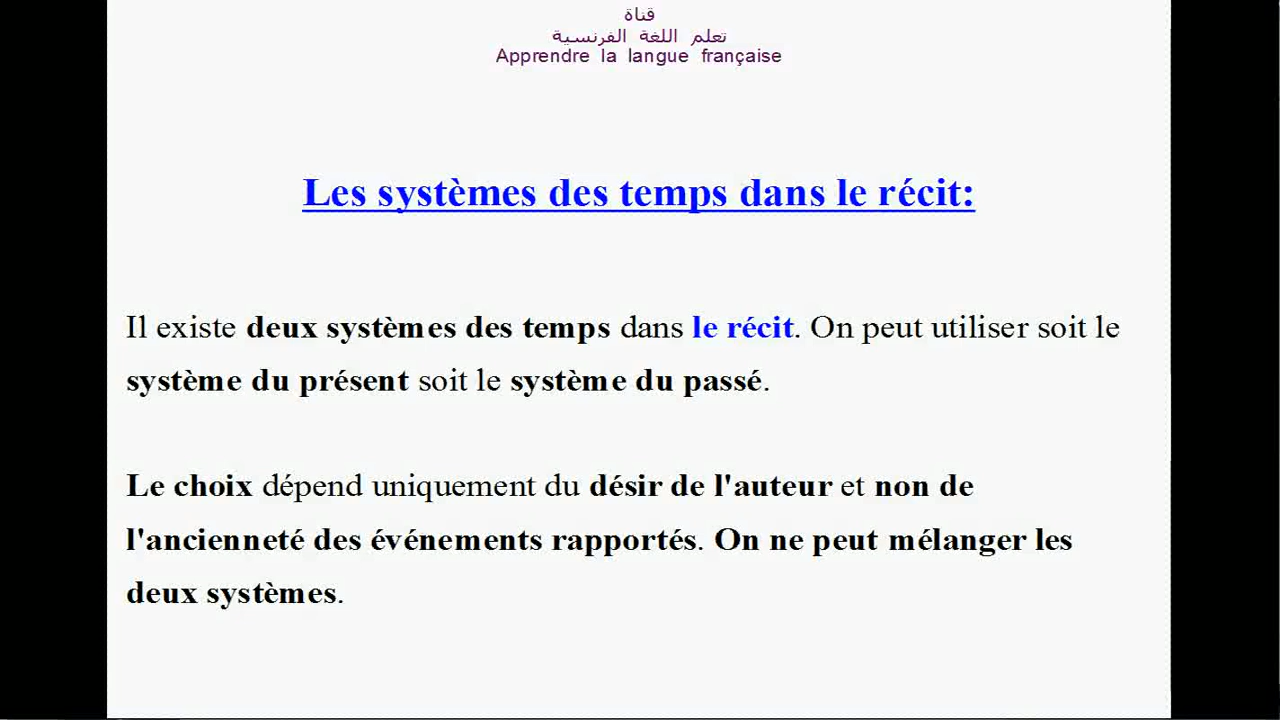 قناة
تعلم اللغة الفرنسية
Apprendre la langue française
Les systèmes des temps dans le récit:
Il existe deux systèmes des temps dans le récit. On peut utiliser soit le
système du présent soit le système du passé.
Le choix dépend uniquement du désir de l'auteur et non de
l'ancienneté des événements rapportés. On ne peut mélanger les
deux systèmes.